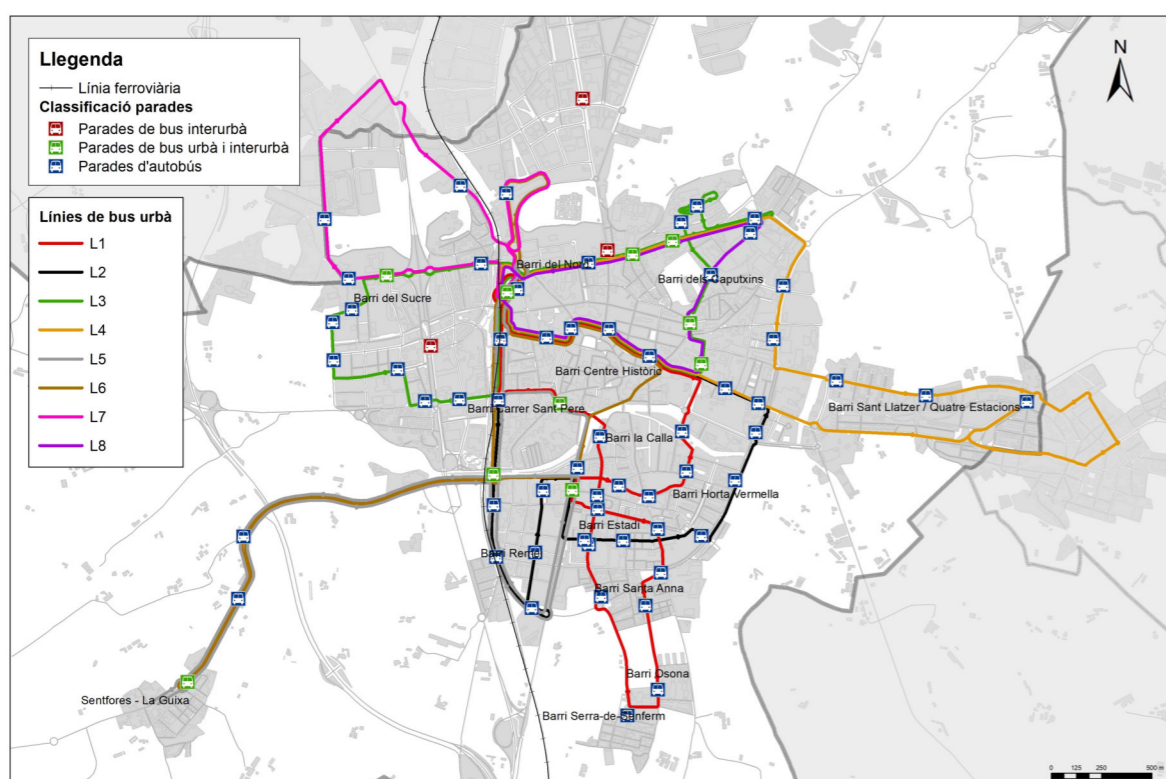 Llegenda
Línia ferroviària
Classificació parades
Parades de bus interurbà
Parades de bus urbà i interurbà
Parades d'autobús
Línies de bus urbà
L1
L2
L3
L4
L5
L6
L7
L8
N
Barri del Nord
Barri dels Caputxins
Barri del Sucre
Barri Centre Històric
Barri Carrer Sant Pere
Barri Sant Llatzer / Quatre Estacions
Barri la Calla
Barri Horta Vermella
Barri Estadi
Barri Remei
Barri Santa Anna
Barri Osona
Sentfores - La Guixa
Barri Serra-de-Senferm
0 125 250 500 m